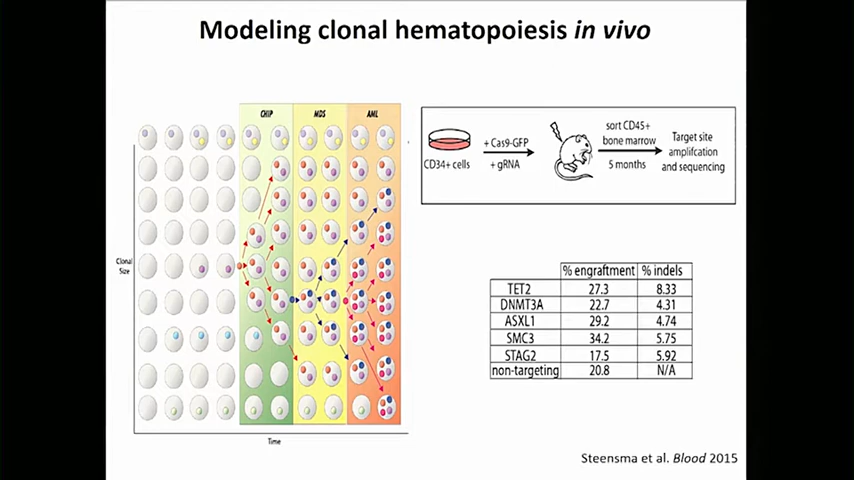 Modeling clonal hematopoiesis in vivo
CHIP
MDS
AML
Clonal
Size
Time
CD34+ cells
+ Cas9-GFP
+ gRNA
sort CD45+
bone marrow
5 months
Target site
amplifcation
and sequencing
% engraftment % indels
TET2 27.3 8.33
DNMT3A 22.7 4.31
ASXL1 29.2 4.74
SMC3 34.2 5.75
STAG2 17.5 5.92
non-targeting 20.8 N/A
Steensma et al. Blood 2015